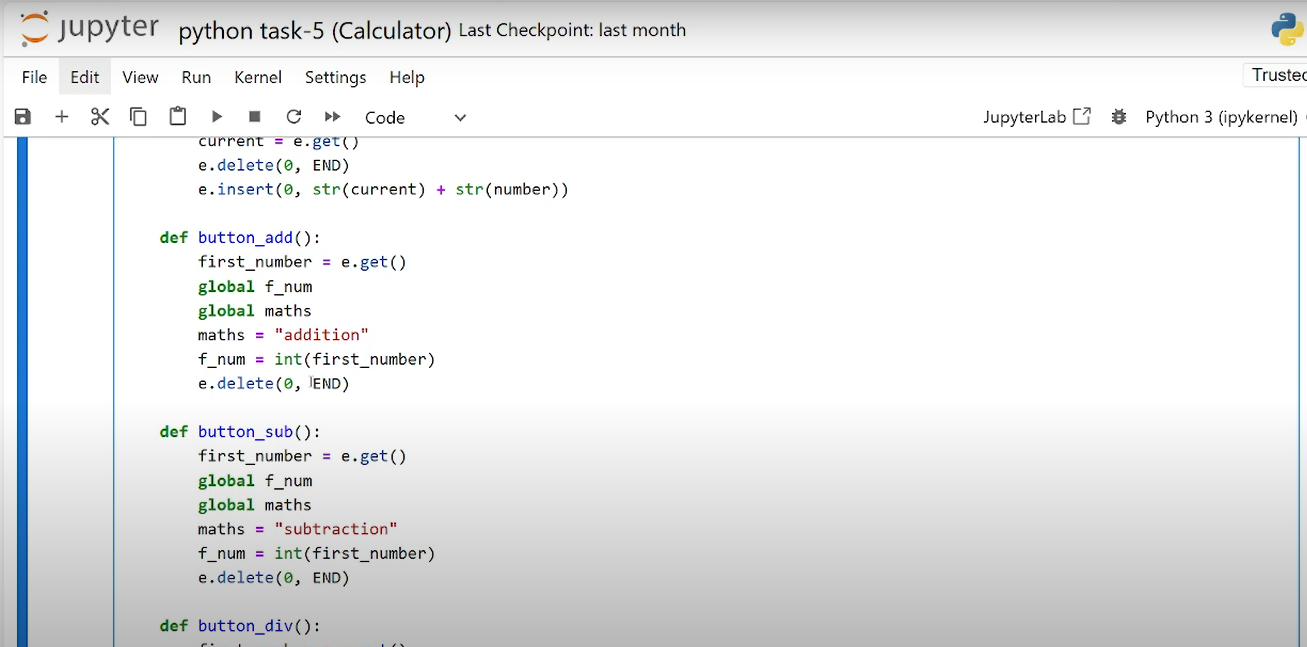 jupyter python task-5 (Calculator) Last Checkpoint: last month
File Edit View Run Kernel Settings Help
Trusted
Code JupyterLab Python 3 (ipykernel)
current = e.get()
e.delete(0, END)
e.insert(0, str(current) + str(number))
def button_add():
first_number = e.get()
global f_num
global maths
maths = "addition"
f_num = int(first_number)
e.delete(0, END)
def button_sub():
first_number = e.get()
global f_num
global maths
maths = "subtraction"
f_num = int(first_number)
e.delete(0, END)
def button_div():